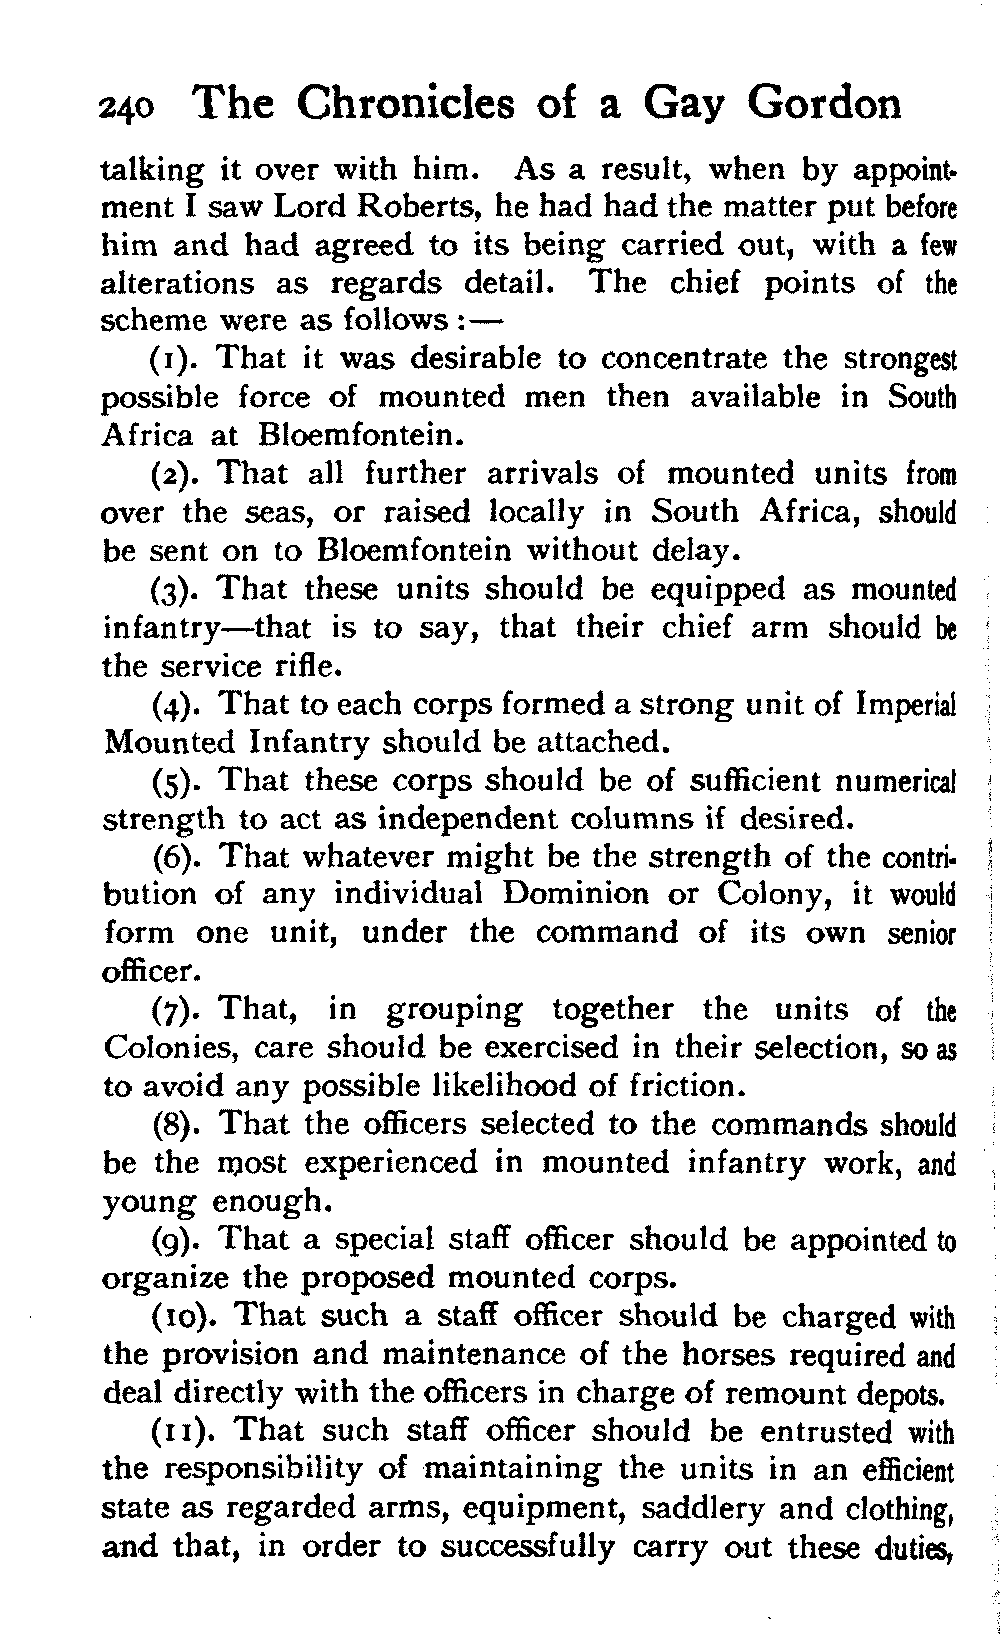 240 The Chronicles of a Gay Gordon
talking it over with him. As a result, when by appoint-
ment I saw Lord Roberts, he had had the matter put before
him and had agreed to its being carried out, with a few
alterations as regards detail. The chief points of the
scheme were as follows :—
(1). That it was desirable to concentrate the strongest
possible force of mounted men then available in South
Africa at Bloemfontein.
(2). That all further arrivals of mounted units from
over the seas, or raised locally in South Africa, should
be sent on to Bloemfontein without delay.
(3). That these units should be equipped as mounted
infantry—that is to say, that their chief arm should be
the service rifle.
(4). That to each corps formed a strong unit of Imperial
Mounted Infantry should be attached.
(5). That these corps should be of sufficient numerical
strength to act as independent columns if desired.
(6). That whatever might be the strength of the contri-
bution of any individual Dominion or Colony, it would
form one unit, under the command of its own senior
officer.
(7). That, in grouping together the units of the
Colonies, care should be exercised in their selection, so as
to avoid any possible likelihood of friction.
(8). That the officers selected to the commands should
be the most experienced in mounted infantry work, and
young enough.
(9). That a special staff officer should be appointed to
organize the proposed mounted corps.
(10). That such a staff officer should be charged with
the provision and maintenance of the horses required and
deal directly with the officers in charge of remount depots.
(11). That such staff officer should be entrusted with
the responsibility of maintaining the units in an efficient
state as regarded arms, equipment, saddlery and clothing,
and that, in order to successfully carry out these duties,